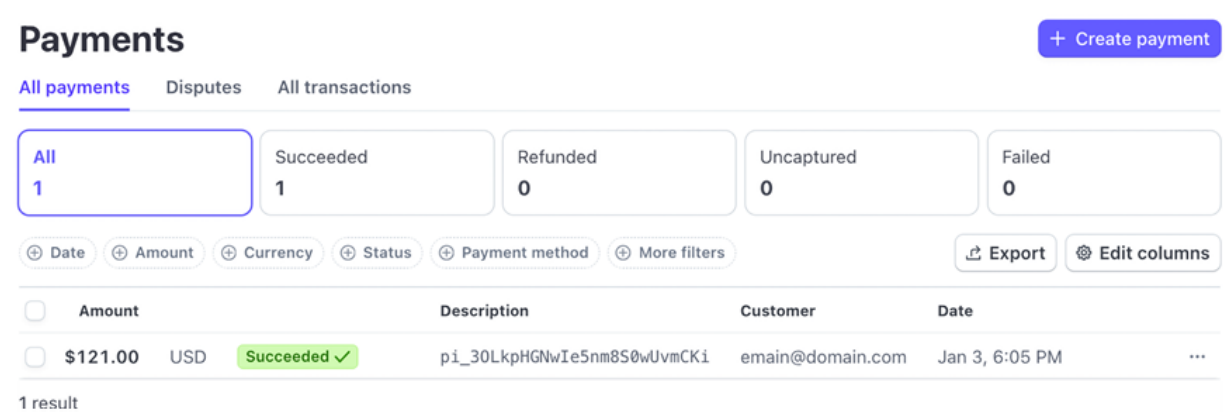 Payments
+ Create payment
All payments Disputes All transactions
All Succeeded Refunded Uncaptured Failed
1 1 0 0 0
Date Amount Currency Status Payment method More filters Export Edit columns
Amount Description Customer Date
$121.00 USD Succeeded ✓ pi_3OLkpHGNwIe5nm8S0wUvmCKi emain@domain.com Jan 3, 6:05 PM ...
1 result